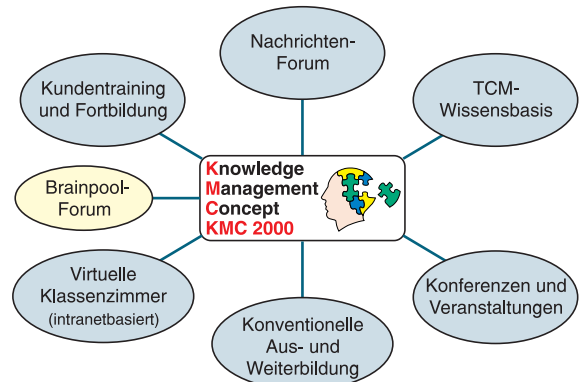 Nachrichten-
Forum
Kundentraining
und Fortbildung
TCM-
Wissensbasis
Brainpool-
Forum
Knowledge
Management
Concept
KMC 2000
Virtuelle
Klassenzimmer
(intranetbasiert)
Konventionelle
Aus- und
Weiterbildung
Konferenzen und
Veranstaltungen